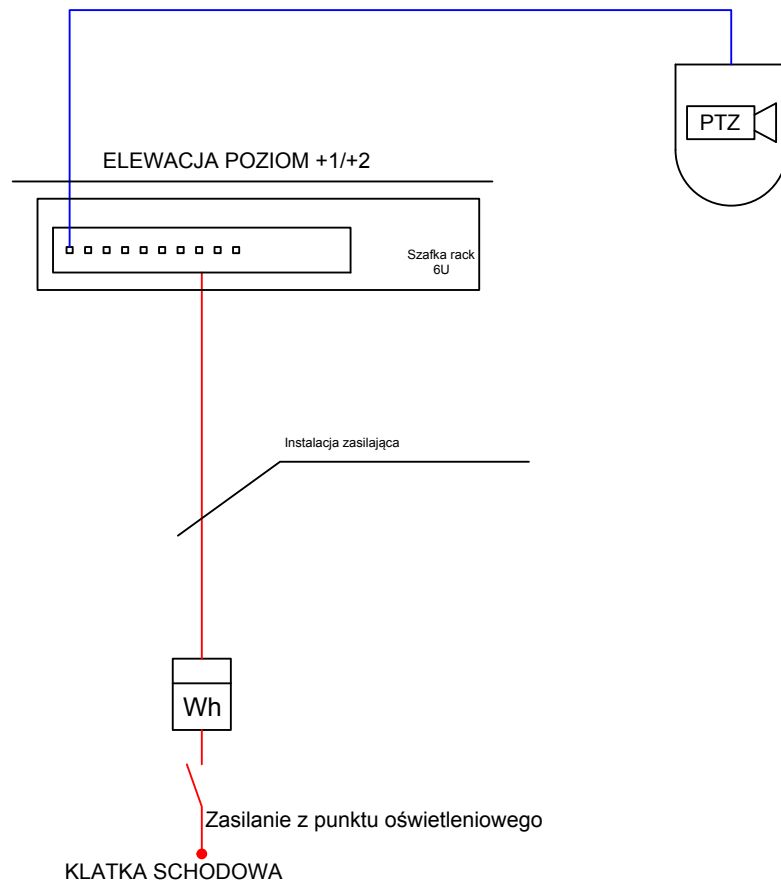 PTZ
ELEWACJA POZIOM +1/+2
Szafka rack
6U
Instalacja zasilająca
Wh
Zasilanie z punktu oświetleniowego
KLATKA SCHODOWA